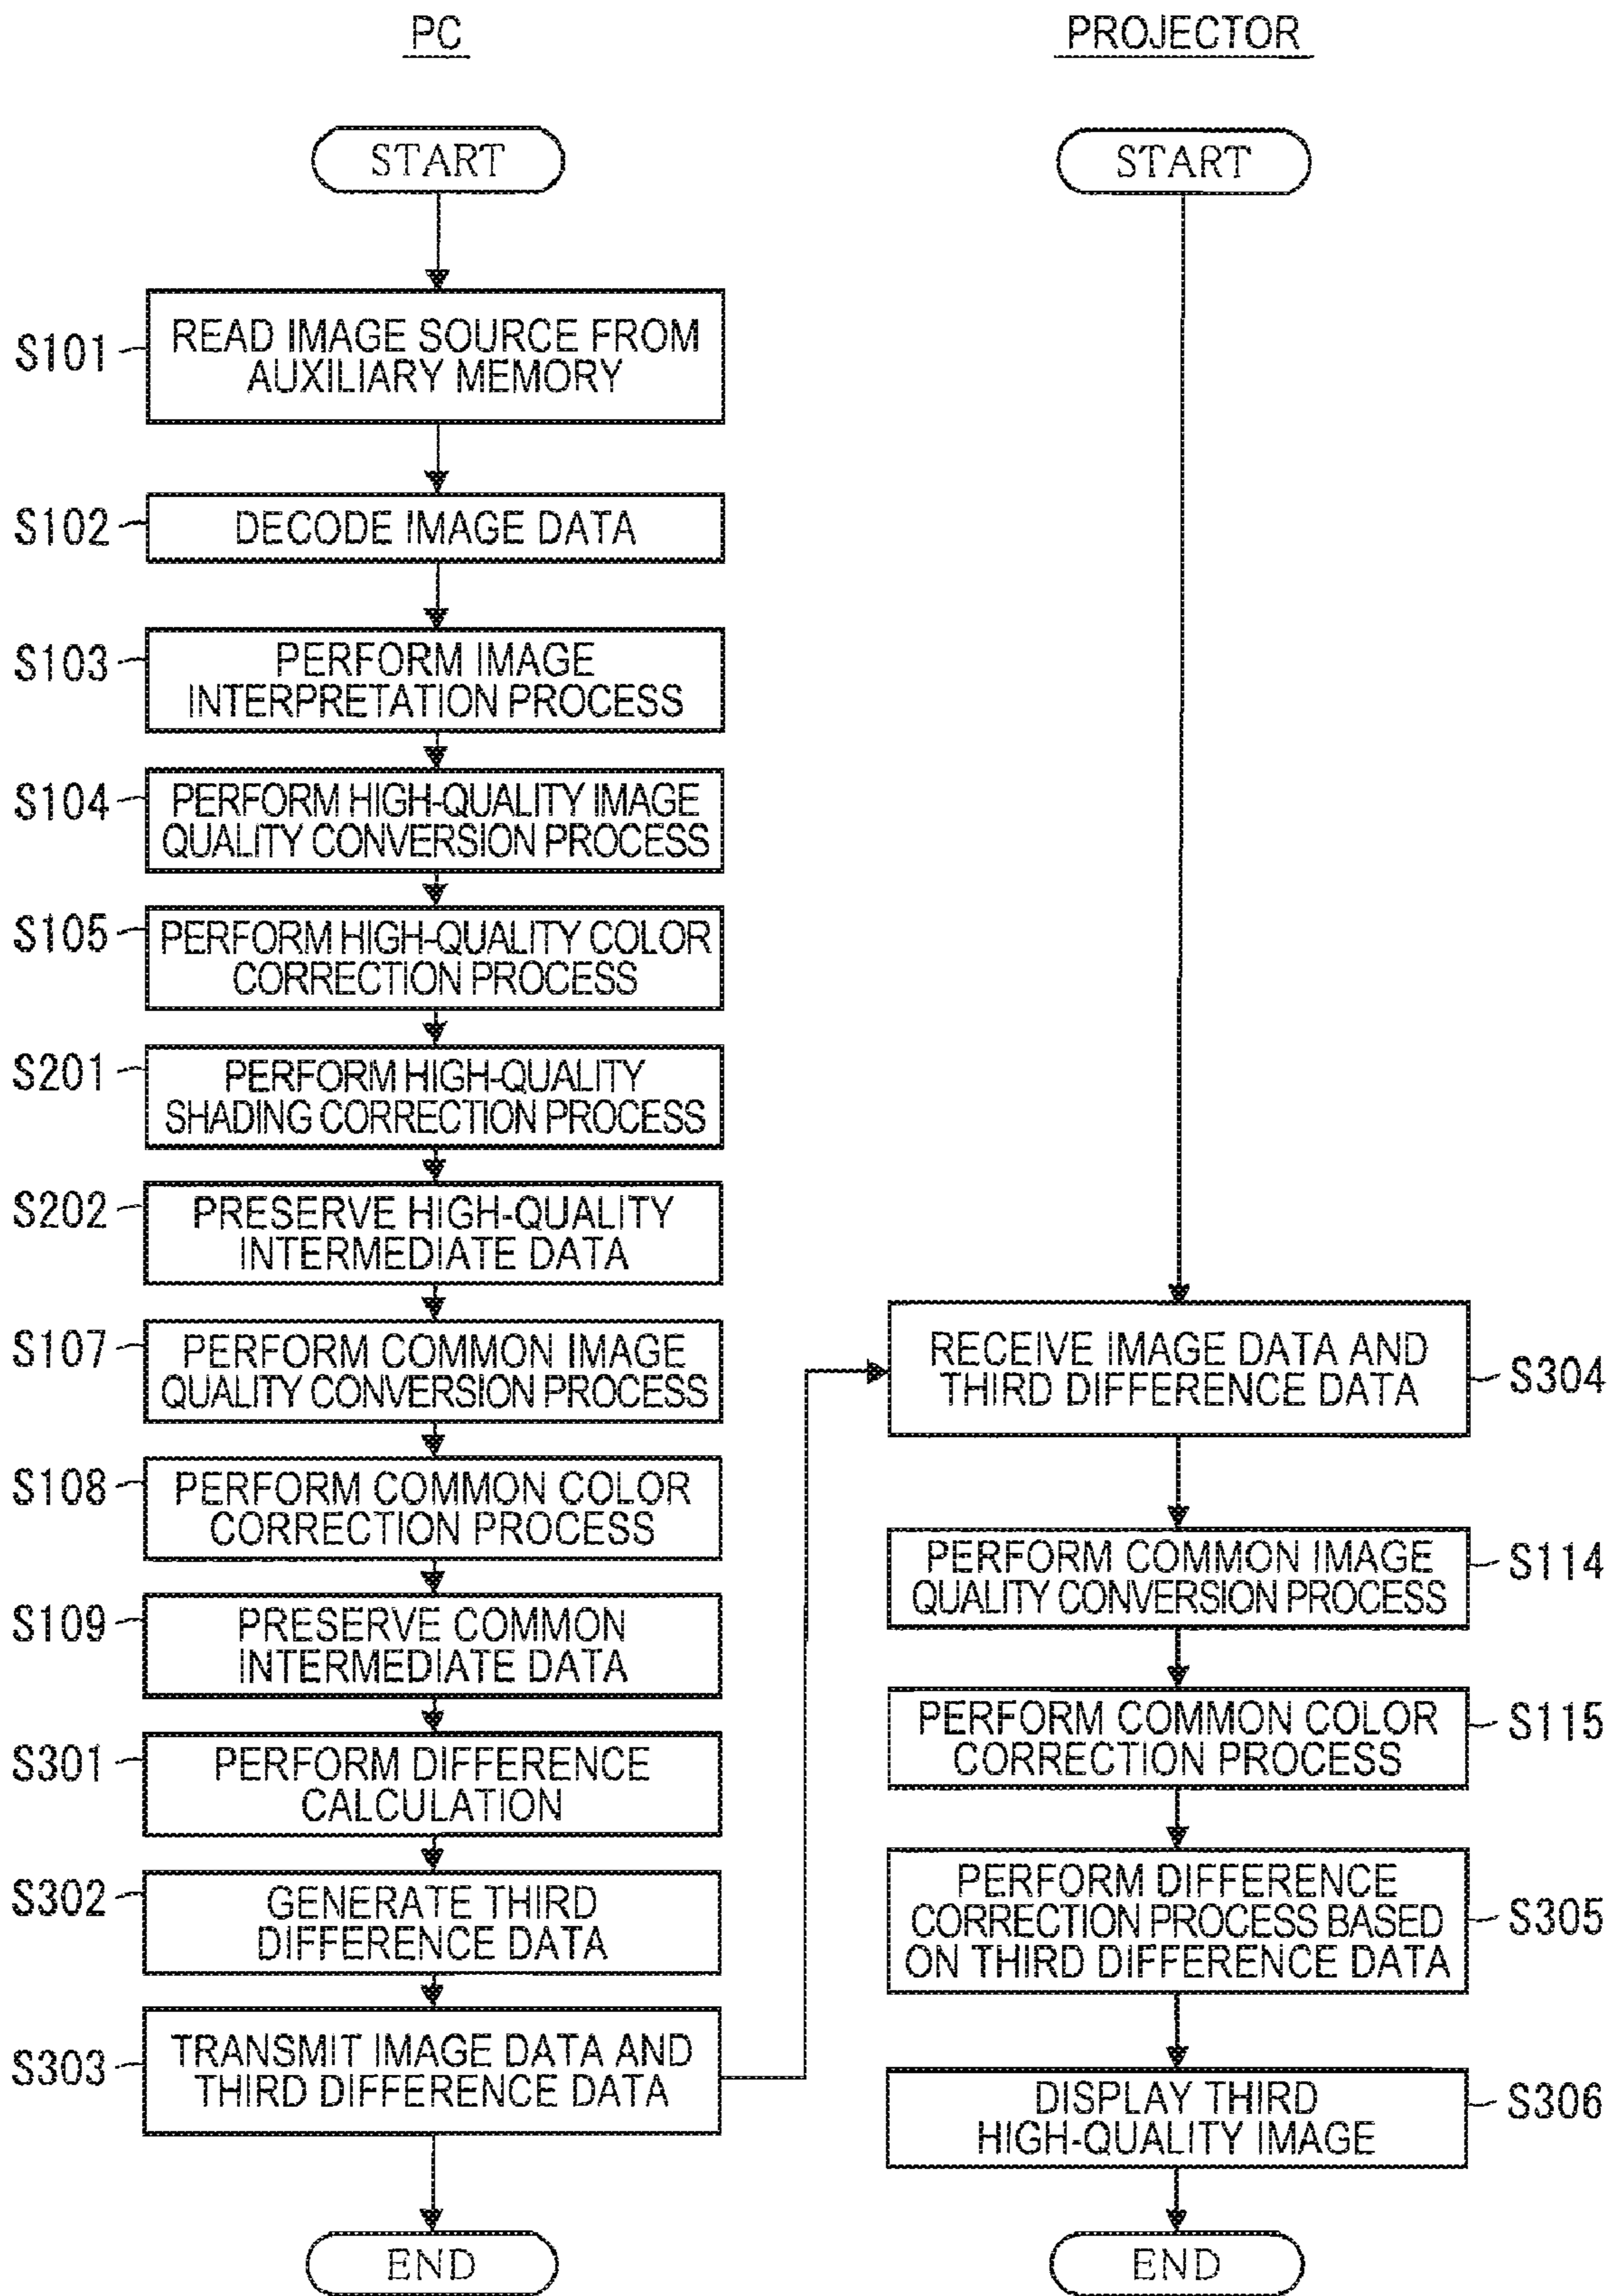 PC
START
S101
READ IMAGE SOURCE FROM
AUXILIARY MEMORY
S102
DECODE IMAGE DATA
S103
PERFORM IMAGE
INTERPRETATION PROCESS
S104
PERFORM HIGH-QUALITY IMAGE
QUALITY CONVERSION PROCESS
S105
PERFORM HIGH-QUALITY COLOR
CORRECTION PROCESS
S201
PERFORM HIGH-QUALITY
SHADING CORRECTION PROCESS
S202
PRESERVE HIGH-QUALITY
INTERMEDIATE DATA
S107
PERFORM COMMON IMAGE
QUALITY CONVERSION PROCESS
S108
PERFORM COMMON COLOR
CORRECTION PROCESS
S109
PRESERVE COMMON
INTERMEDIATE DATA
S301
PERFORM DIFFERENCE
CALCULATION
S302
GENERATE THIRD
DIFFERENCE DATA
S303
TRANSMIT IMAGE DATA AND
THIRD DIFFERENCE DATA
END
PROJECTOR
START
RECEIVE IMAGE DATA AND
THIRD DIFFERENCE DATA
S304
PERFORM COMMON IMAGE
QUALITY CONVERSION PROCESS
S114
PERFORM COMMON COLOR
CORRECTION PROCESS
S115
PERFORM DIFFERENCE
CORRECTION PROCESS BASED
ON THIRD DIFFERENCE DATA
S305
DISPLAY THIRD
HIGH-QUALITY IMAGE
S306
END